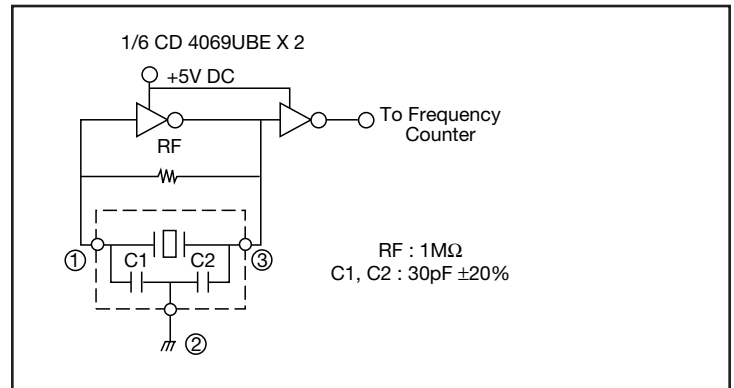 1/6 CD 4069UBE X 2
+5V DC
To Frequency
Counter
RF
① C1 C2 ③
RF : 1MΩ
C1, C2 : 30pF ±20%
②